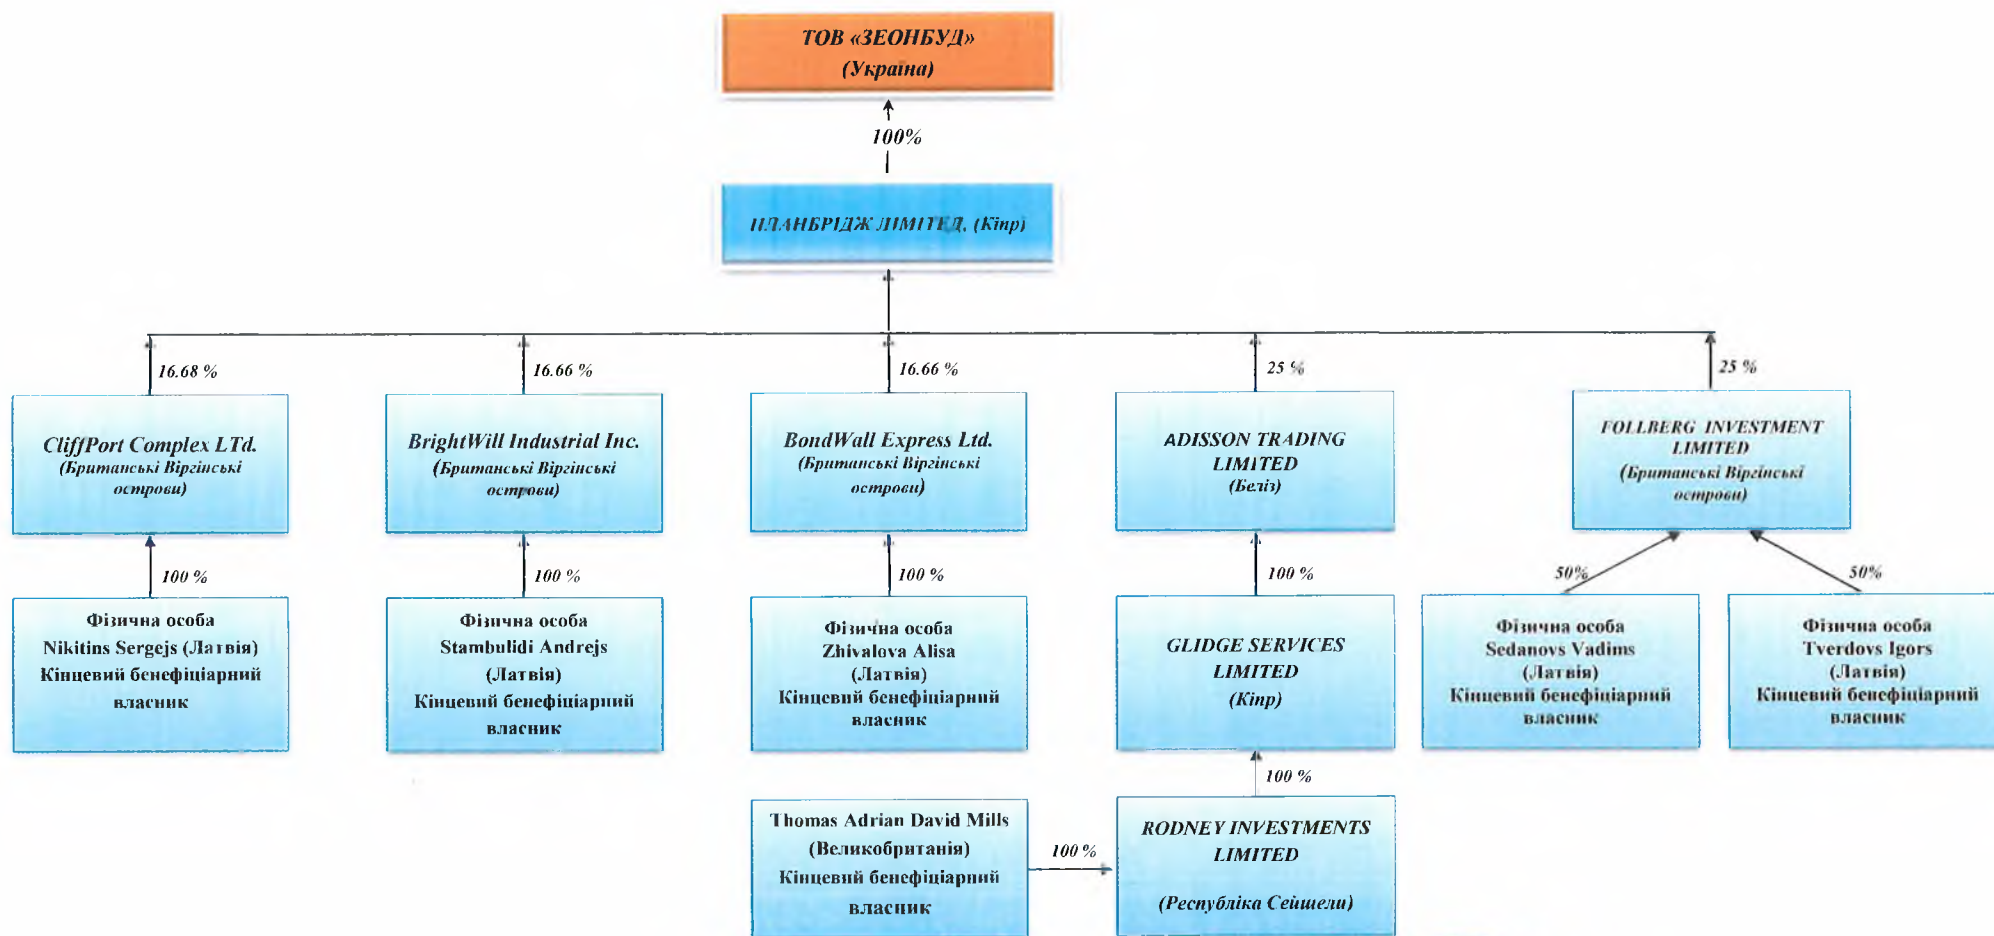 ТОВ «ЗЕОНБУД»
(Україна)
100%
ПЛАНБРІДЖ ЛІМІТЕД, (Кіпр)
16.68 %
16.66 %
16.66 %
25 %
25 %
CliffPort Complex LTd.
(Британські Віргінські
острови)
BrightWill Industrial Inc.
(Британські Віргінські
острови)
BondWall Express Ltd.
(Британські Віргінські
острови)
ADISSON TRADING
LIMITED
(Беліз)
FOLLBERG INVESTMENT
LIMITED
(Британські Віргінські
острови)
100 %
100 %
100 %
100 %
50%
50%
Фізична особа
Nikitins Sergejs (Латвія)
Кінцевий бенефіціарний
власник
Фізична особа
Stambulidi Andrejs
(Латвія)
Кінцевий бенефіціарний
власник
Фізична особа
Zhivalova Alisa
(Латвія)
Кінцевий бенефіціарний
власник
GLIDGE SERVICES
LIMITED
(Кіпр)
Фізична особа
Sedanovs Vadims
(Латвія)
Кінцевий бенефіціарний
власник
Фізична особа
Tverdovs Igors
(Латвія)
Кінцевий бенефіціарний
власник
100 %
Thomas Adrian David Mills
(Великобританія)
Кінцевий бенефіціарний
власник
100 %
RODNEY INVESTMENTS
LIMITED
(Республіка Сейшели)